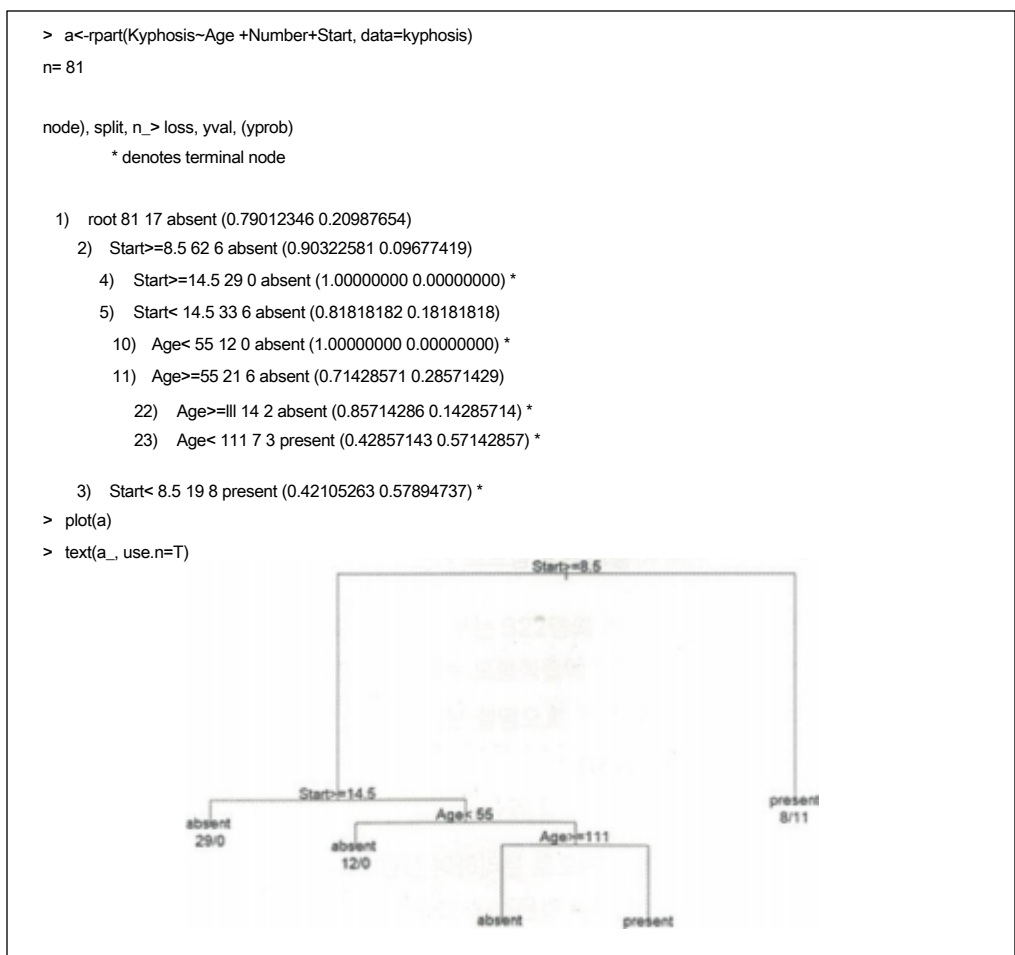 > a<-rpart(Kyphosis~Age +Number+Start, data=kyphosis)
n= 81
node), split, n_> loss, yval, (yprob)
* denotes terminal node
1) root 81 17 absent (0.79012346 0.20987654)
2) Start>=8.5 62 6 absent (0.90322581 0.09677419)
4) Start>=14.5 29 0 absent (1.00000000 0.00000000) *
5) Start< 14.5 33 6 absent (0.81818182 0.18181818)
10) Age< 55 12 0 absent (1.00000000 0.00000000) *
11) Age>=55 21 6 absent (0.71428571 0.28571429)
22) Age>=lll 14 2 absent (0.85714286 0.14285714) *
23) Age< 111 7 3 present (0.42857143 0.57142857) *
3) Start< 8.5 19 8 present (0.42105263 0.57894737) *
> plot(a)
> text(a_, use.n=T)
Start>=8.5
Start>=14.5
present
8/11
absent
29/0
Age< 55
absent
12/0
Age>=111
absent
present